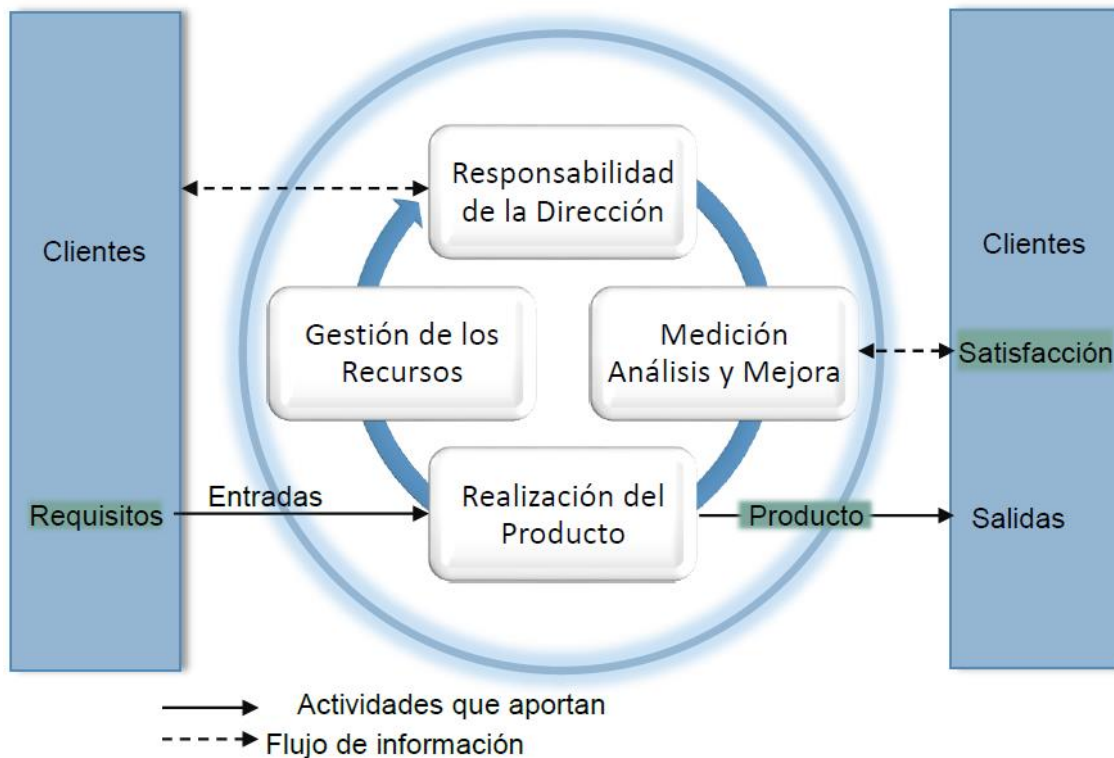 Responsabilidad
de la Dirección
Clientes
Clientes
Gestión de los
Recursos
Medición
Análisis y Mejora
Satisfacción
Requisitos
Entradas
Realización del
Producto
Producto
Salidas
Actividades que aportan
Flujo de información